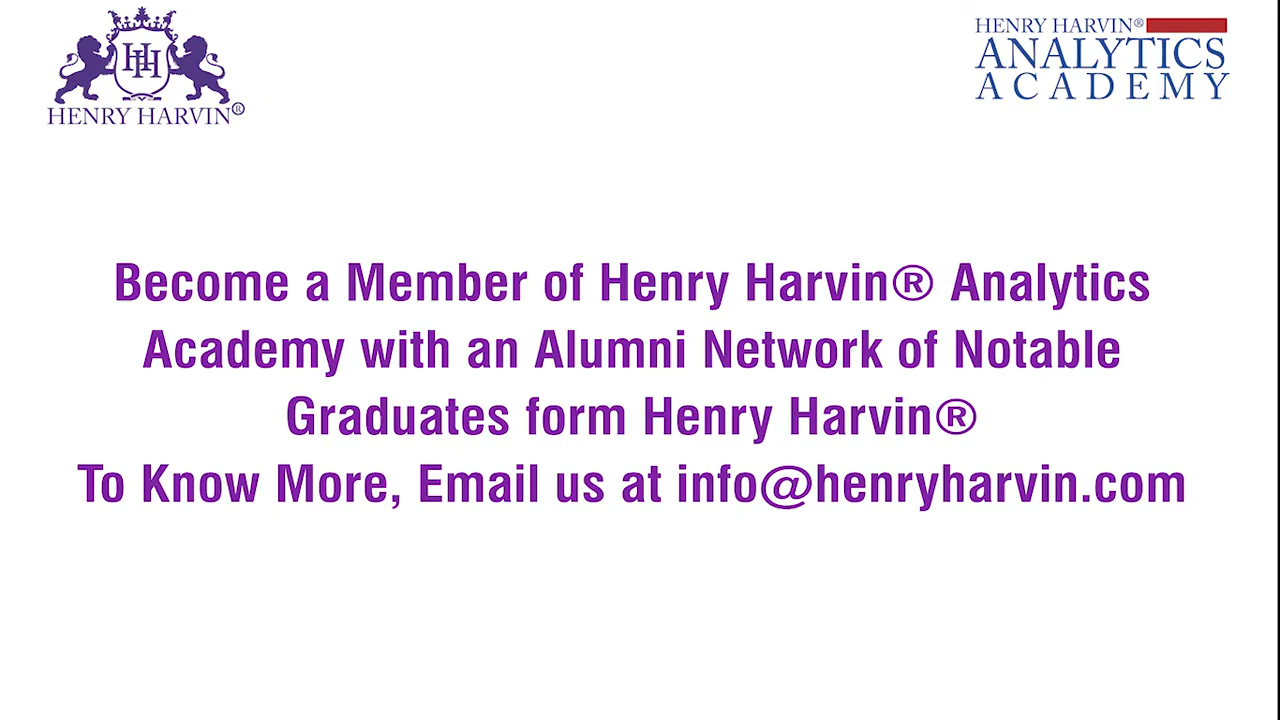 HENRY HARVIN®
HENRY HARVIN®
ANALYTICS
ACADEMY
Become a Member of Henry Harvin® Analytics
Academy with an Alumni Network of Notable
Graduates form Henry Harvin®
To Know More, Email us at info@henryharvin.com